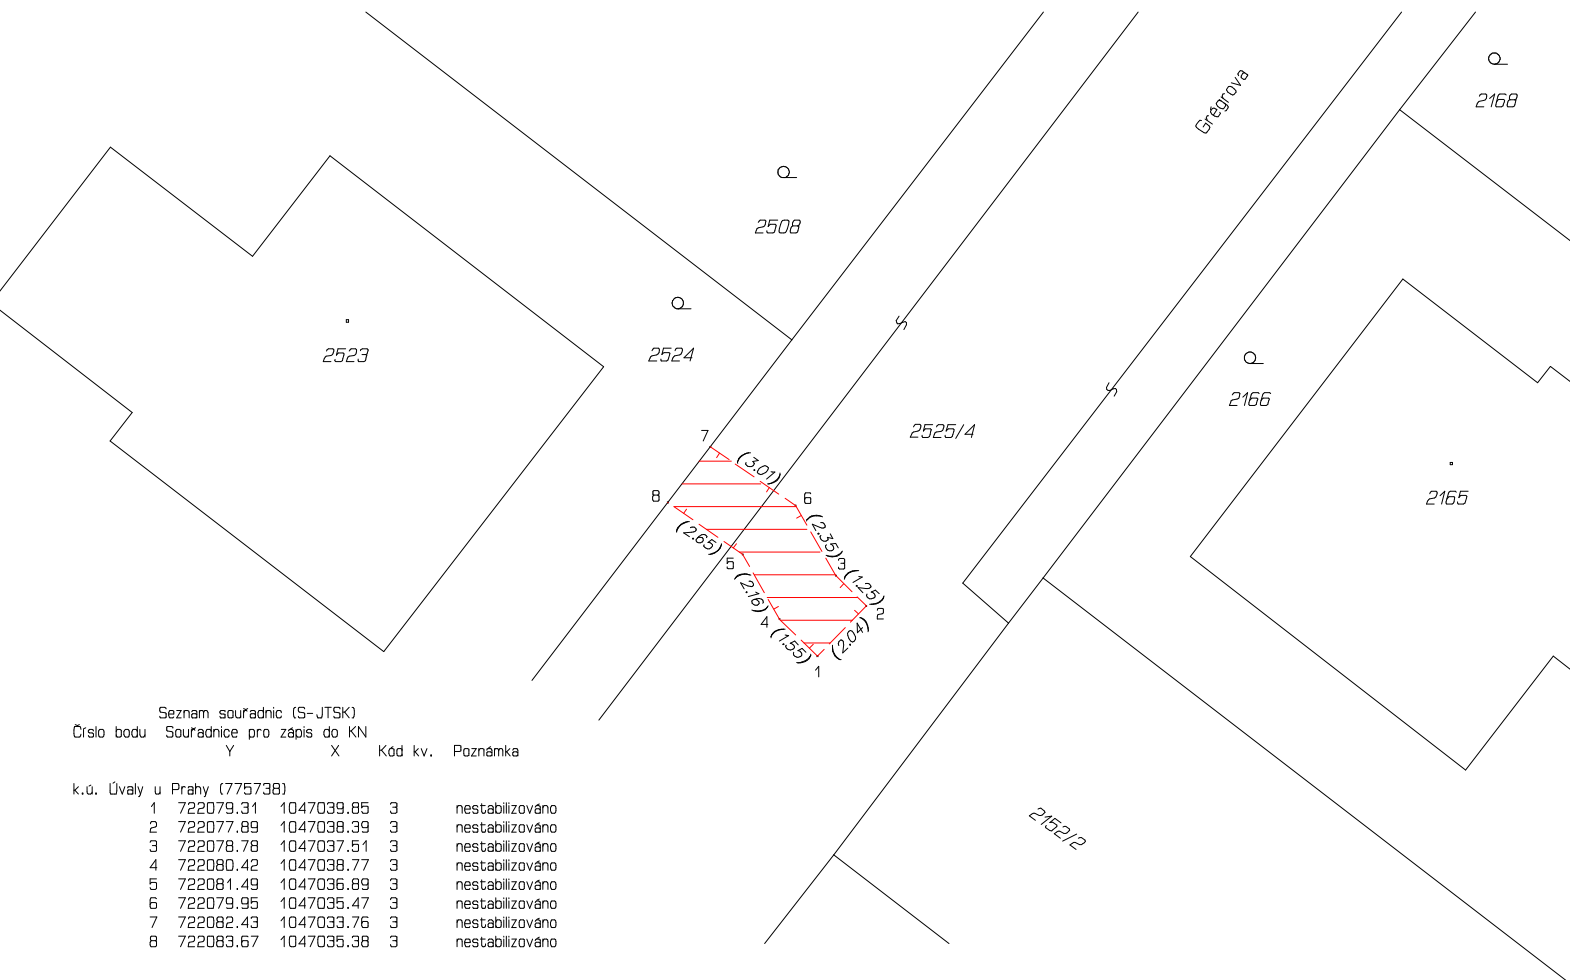 Grégrova
2168
2508
2523
2524
2166
2525/4
7
(3.01)
8
6
2165
(2.65)
(2.35)
5
3
(2.16)
(1.25)
4
2
(1.55)
(2.04)
1
2152/2
Seznam souřadnic (S-JTSK)
Číslo bodu Souřadnice pro zápis do KN
Y X Kód kv. Poznámka
k.ú. Úvaly u Prahy (775738)
1 722079.31 1047039.85 3 nestabilizováno
2 722077.89 1047038.39 3 nestabilizováno
3 722078.78 1047037.51 3 nestabilizováno
4 722080.42 1047038.77 3 nestabilizováno
5 722081.49 1047036.89 3 nestabilizováno
6 722079.95 1047035.47 3 nestabilizováno
7 722082.43 1047033.76 3 nestabilizováno
8 722083.67 1047035.38 3 nestabilizováno